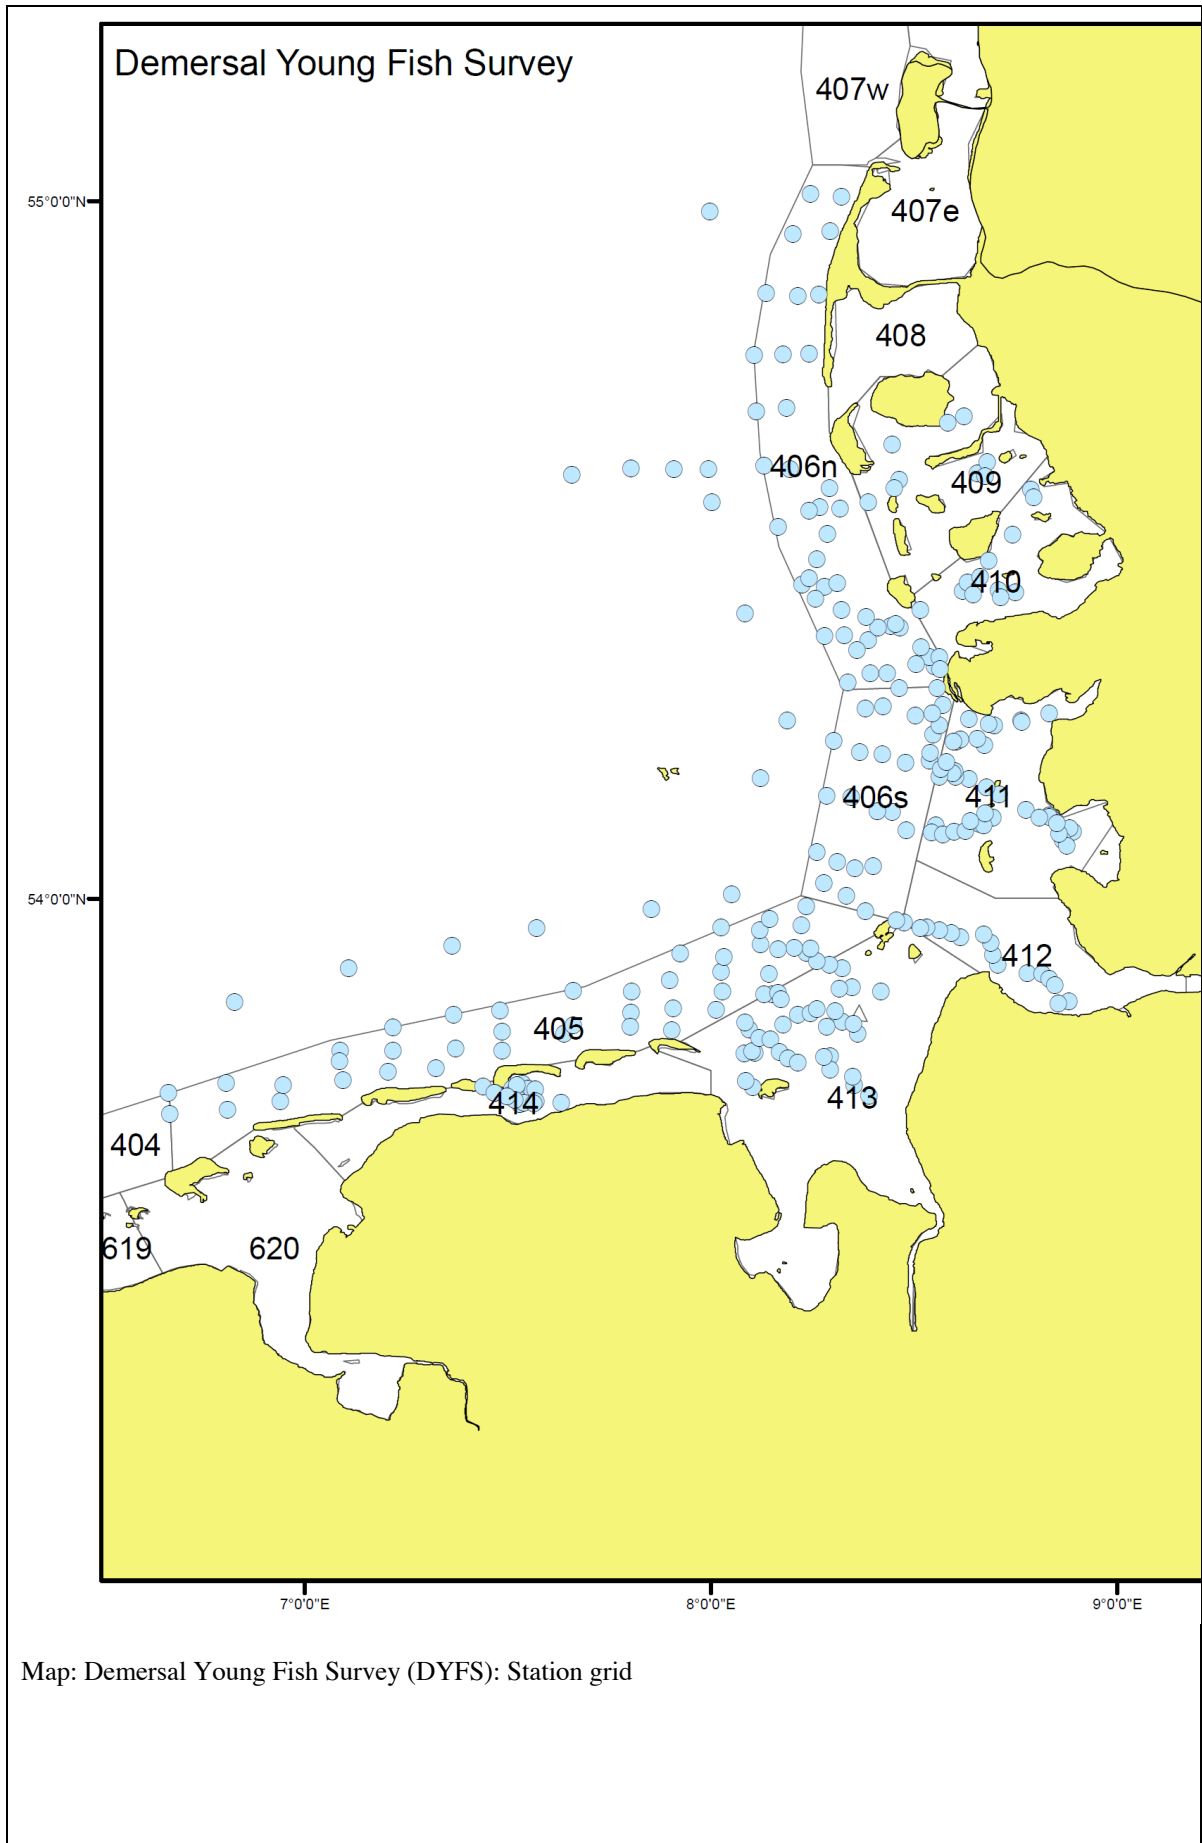 Demersal Young Fish Survey
407w
55°0'0"N
407e
408
406n
409
410
406s
411
54°0'0"N
412
405
414
413
404
619
620
7°0'0"E
8°0'0"E
9°0'0"E
Map: Demersal Young Fish Survey (DYFS): Station grid